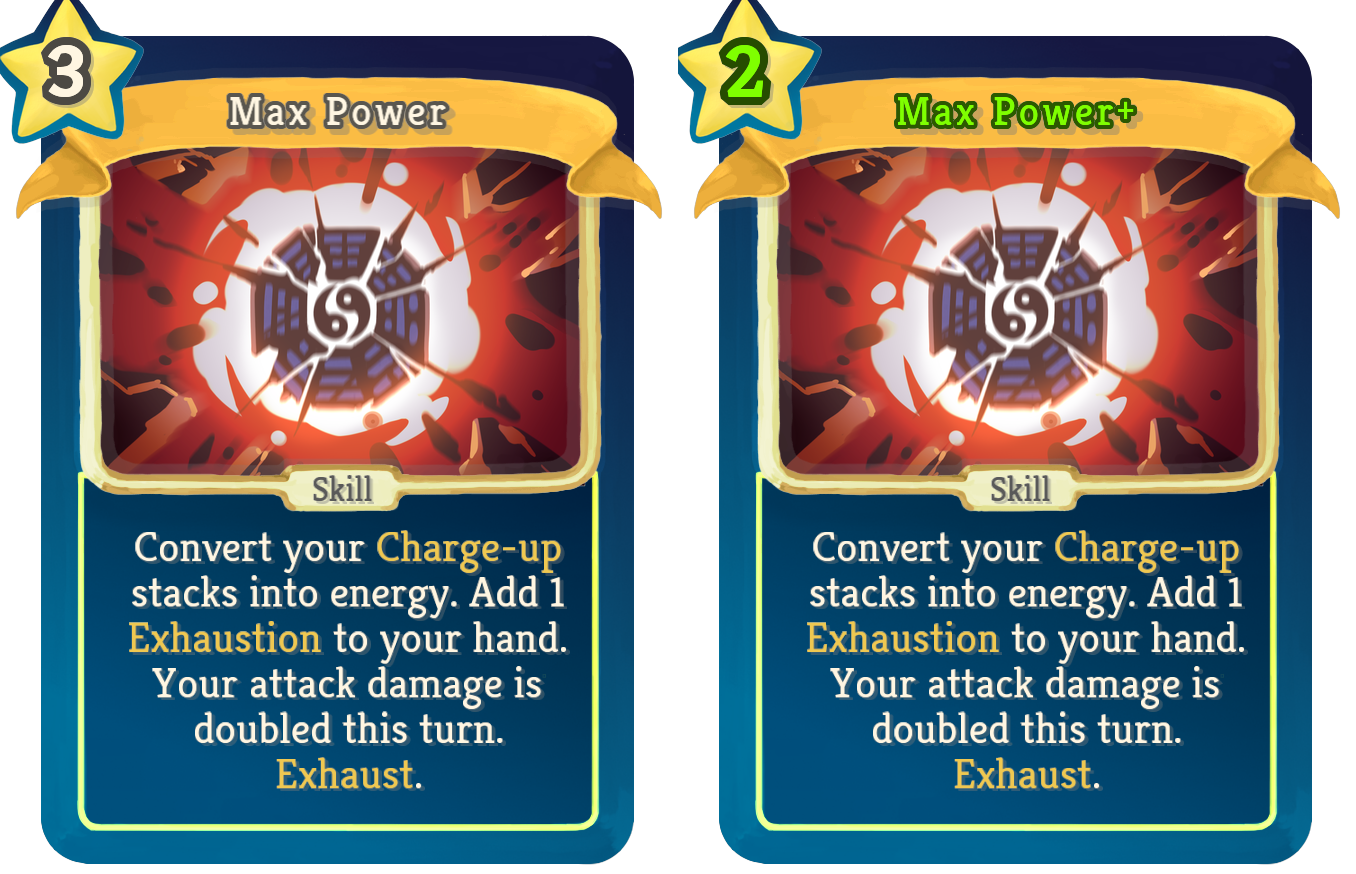 3
Max Power
Skill
Convert your Charge-up
stacks into energy. Add 1
Exhaustion to your hand.
Your attack damage is
doubled this turn.
Exhaust.
2
Max Power+
Skill
Convert your Charge-up
stacks into energy. Add 1
Exhaustion to your hand.
Your attack damage is
doubled this turn.
Exhaust.